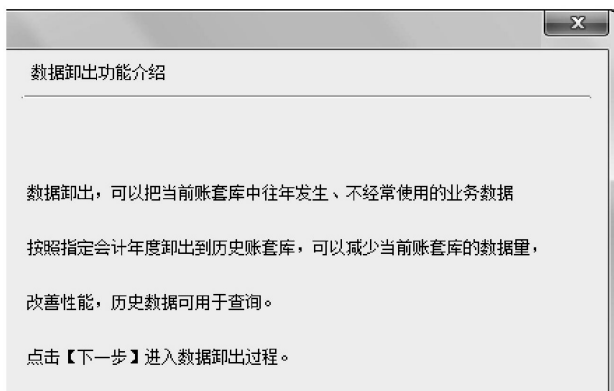 数据卸出功能介绍
数据卸出，可以把当前账套库中往年发生、不经常使用的业务数据
按照指定会计年度卸出到历史账套库，可以减少当前账套库的数据量，
改善性能，历史数据可用于查询。
点击【下一步】进入数据卸出过程。